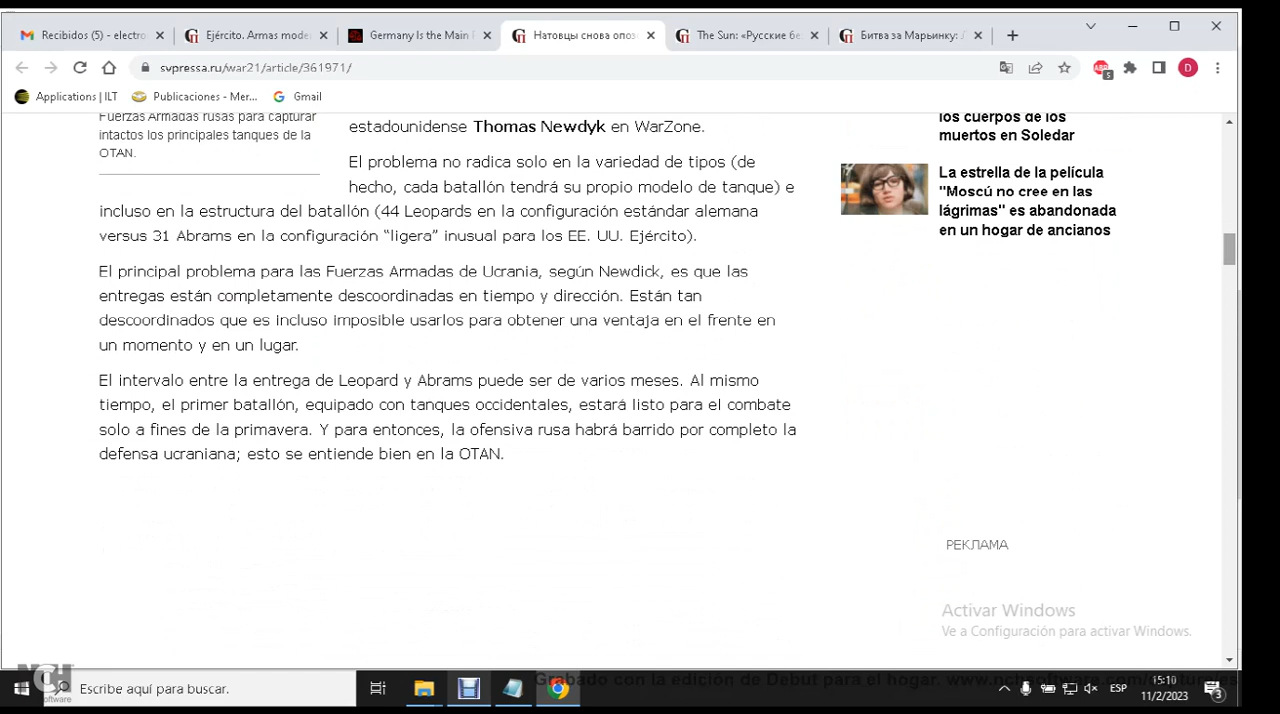 Recibidos (5) - electro
Ejército. Armas mode
Germany Is the Main
Натовцы снова опоз
The Sun: «Русские бе
Битва за Марьинку: Л
svpressa.ru/war21/article/361971/
ABP
5
D
Applications | ILT
Publicaciones - Mer...
Gmail
Fuerzas Armadas rusas para capturar
intactos los principales tanques de la
OTAN.
estadounidense Thomas Newdyk en WarZone.
El problema no radica solo en la variedad de tipos (de
hecho, cada batallón tendrá su propio modelo de tanque) e
incluso en la estructura del batallón (44 Leopards en la configuración estándar alemana
versus 31 Abrams en la configuración “ligera” inusual para los EE. UU. Ejército).
El principal problema para las Fuerzas Armadas de Ucrania, según Newdick, es que las
entregas están completamente descoordinadas en tiempo y dirección. Están tan
descoordinados que es incluso imposible usarlos para obtener una ventaja en el frente en
un momento y en un lugar.
El intervalo entre la entrega de Leopard y Abrams puede ser de varios meses. Al mismo
tiempo, el primer batallón, equipado con tanques occidentales, estará listo para el combate
solo a fines de la primavera. Y para entonces, la ofensiva rusa habrá barrido por completo la
defensa ucraniana; esto se entiende bien en la OTAN.
los cuerpos de los
muertos en Soledar
La estrella de la película
"Moscú no cree en las
lágrimas" es abandonada
en un hogar de ancianos
РЕКЛАМА
Activar Windows
Ve a Configuración para activar Windows.
NCH
Software
Escribe aquí para buscar.
Grabado con la edición de Debut para el hogar. www.nchsoftware.com/
ESP
15:10
11/2/2023
3